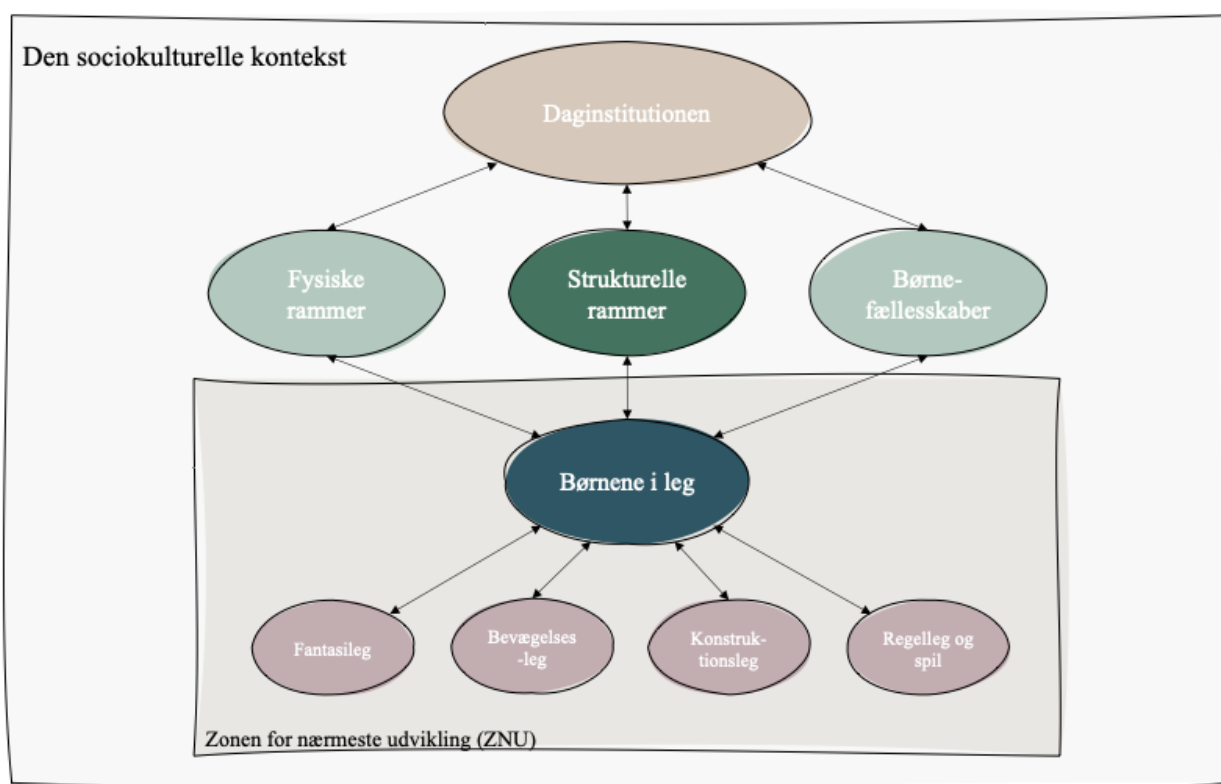 Den sociokulturelle kontekst
Daginstitutionen
Fysiske
rammer
Strukturelle
rammer
Børne-
fællesskaber
Børnene i leg
Fantasileg
Bevægelses
-leg
Konstruk-
tionsleg
Regelleg og
spil
Zonen for nærmeste udvikling (ZNU)